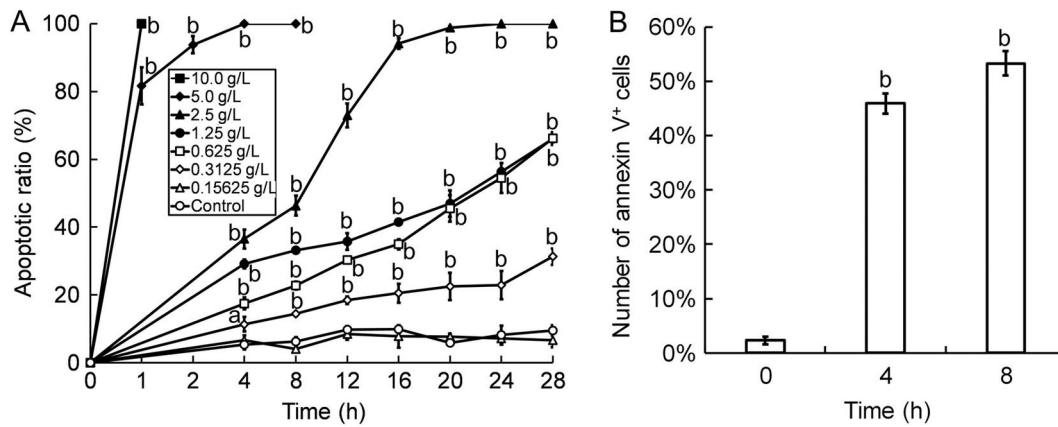 A
Apoptotic ratio (%)
100
80
60
40
20
0
10.0 g/L
5.0 g/L
2.5 g/L
1.25 g/L
0.625 g/L
0.3125 g/L
0.15625 g/L
Control
b b b b b b b b b b
b b b b b
b b b b b b b
b b b b b b b
a b b b b b b
0 1 2 4 8 12 16 20 24 28
Time (h)
B
Number of annexin V⁺ cells
60%
50%
40%
30%
20%
10%
0%
b
b
0 4 8
Time (h)